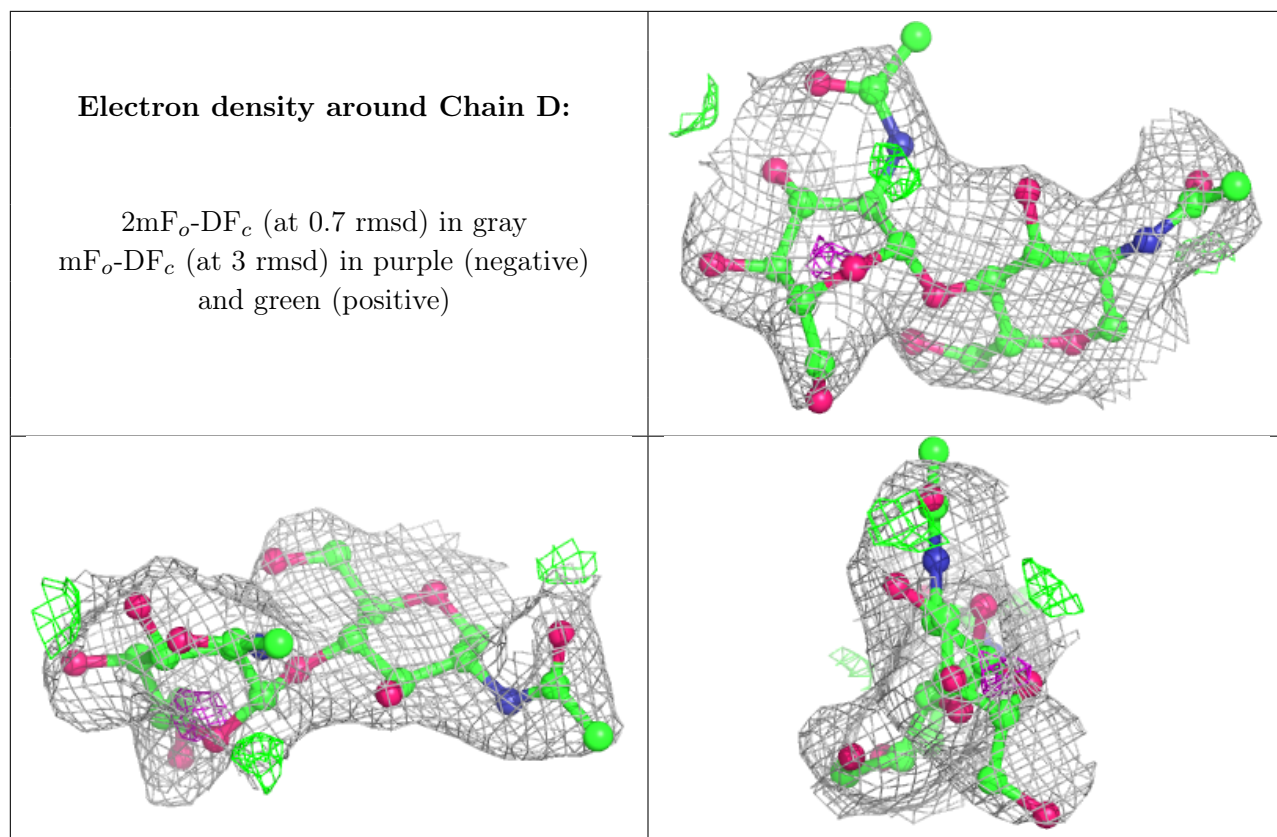 Electron density around Chain D:
2mFo-DFc (at 0.7 rmsd) in gray
mFo-DFc (at 3 rmsd) in purple (negative)
and green (positive)